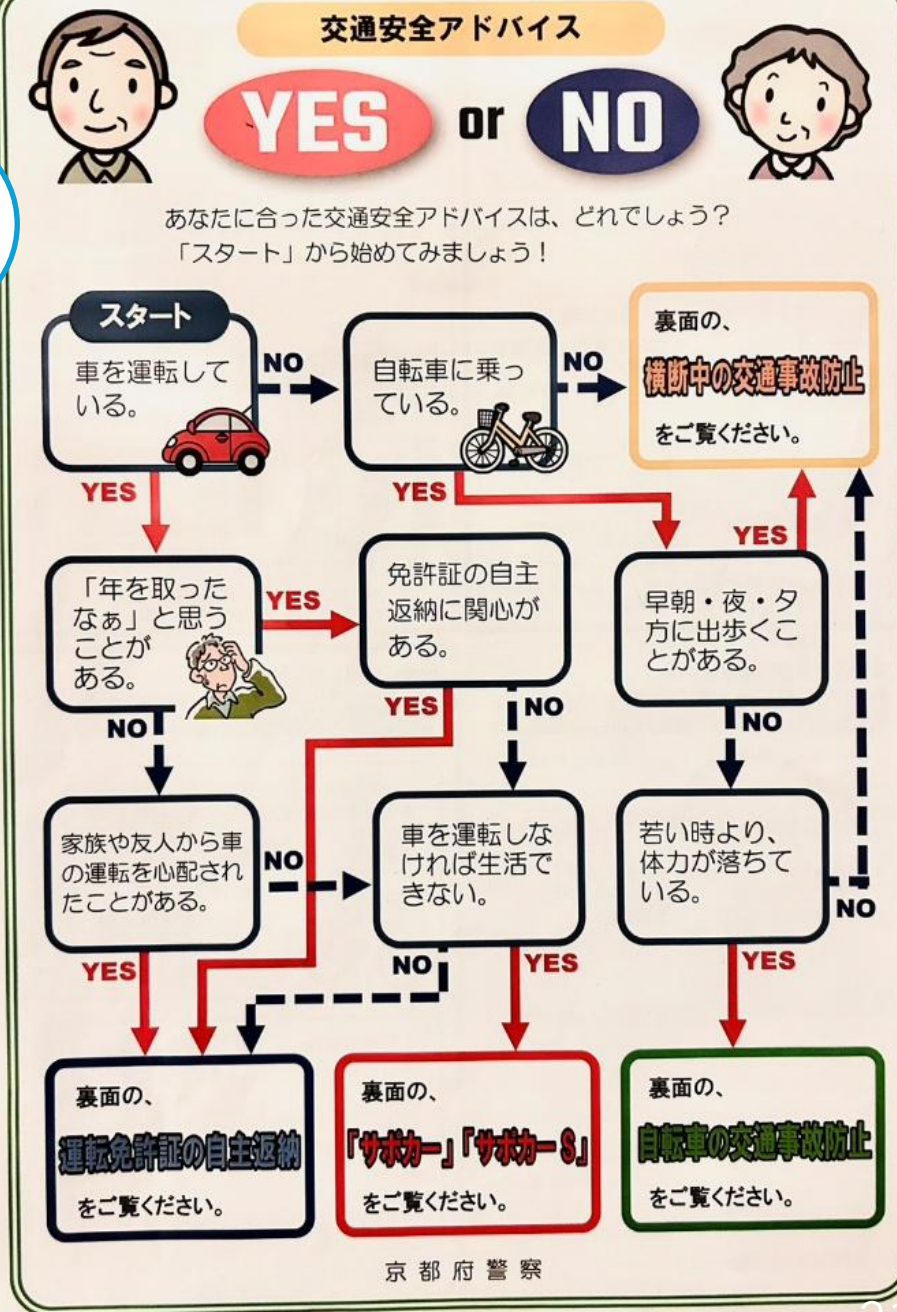 交通安全アドバイス
YES or NO
あなたに合った交通安全アドバイスは、どれでしょう？
「スタート」から始めてみましょう！
スタート
車を運転して
いる。
NO
YES
自転車に乗っ
ている。
NO
YES
裏面の、
横断中の交通事故防止
をご覧ください。
「年を取った
なぁ」と思う
ことが
ある。
YES
NO
免許証の自主
返納に関心が
ある。
YES
NO
早朝・夜・夕
方に出歩くこ
とがある。
YES
NO
家族や友人から車
の運転を心配され
たことがある。
NO
YES
車を運転しな
ければ生活で
きない。
NO
YES
若い時より、
体力が落ちて
いる。
NO
YES
裏面の、
運転免許証の自主返納
をご覧ください。
裏面の、
「サポカー」「サポカーS」
をご覧ください。
裏面の、
自転車の交通事故防止
をご覧ください。
京都府警察